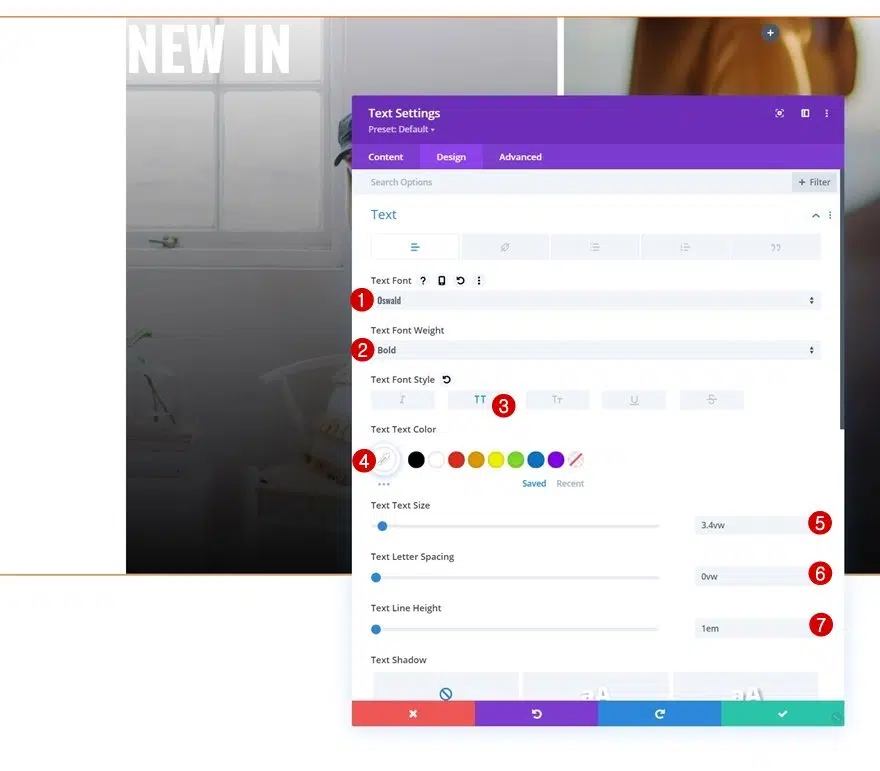 NEW IN
Text Settings
Preset: Default
Content Design Advanced
Search Options + Filter
Text
Text Font ?
1 Oswald
Text Font Weight
2 Bold
Text Font Style
I TT 3 Tт U S
Text Text Color
4
Saved Recent
Text Text Size
3.4vw 5
Text Letter Spacing
0vw 6
Text Line Height
1em 7
Text Shadow
aA aA